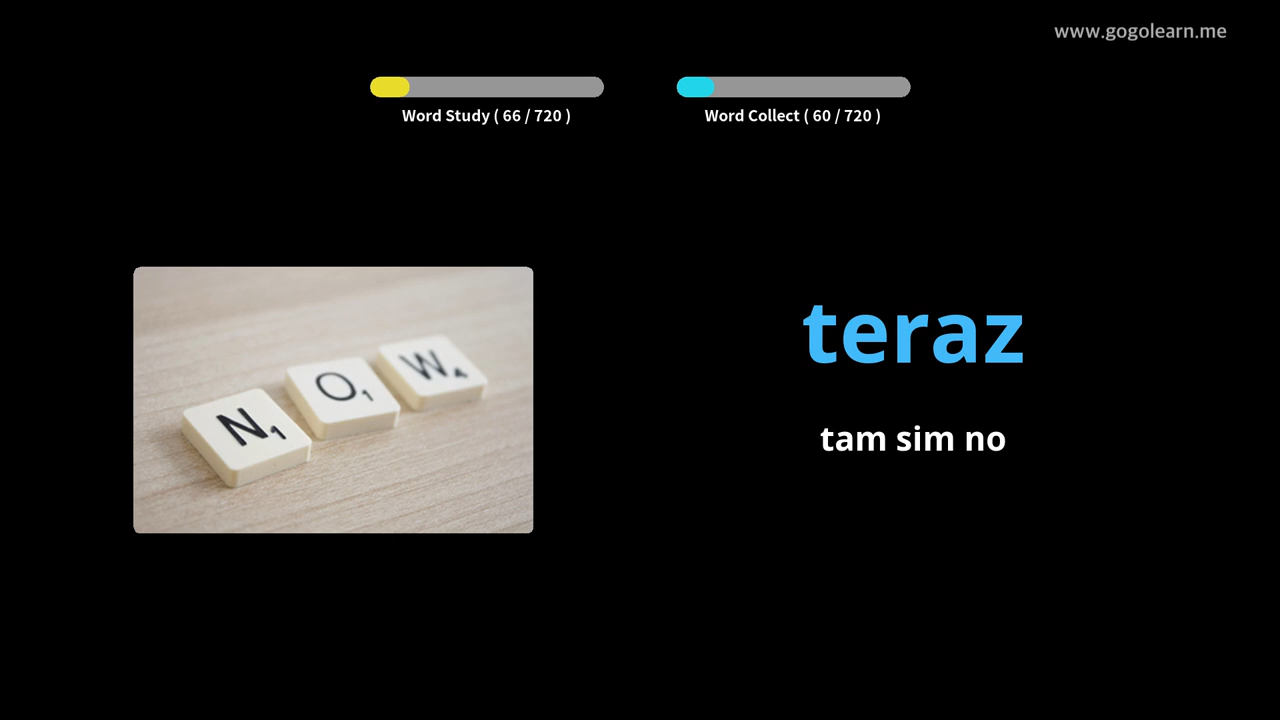 www.gogolearn.me
Word Study ( 66 / 720 )
Word Collect ( 60 / 720 )
N1 O1 W4
teraz
tam sim no